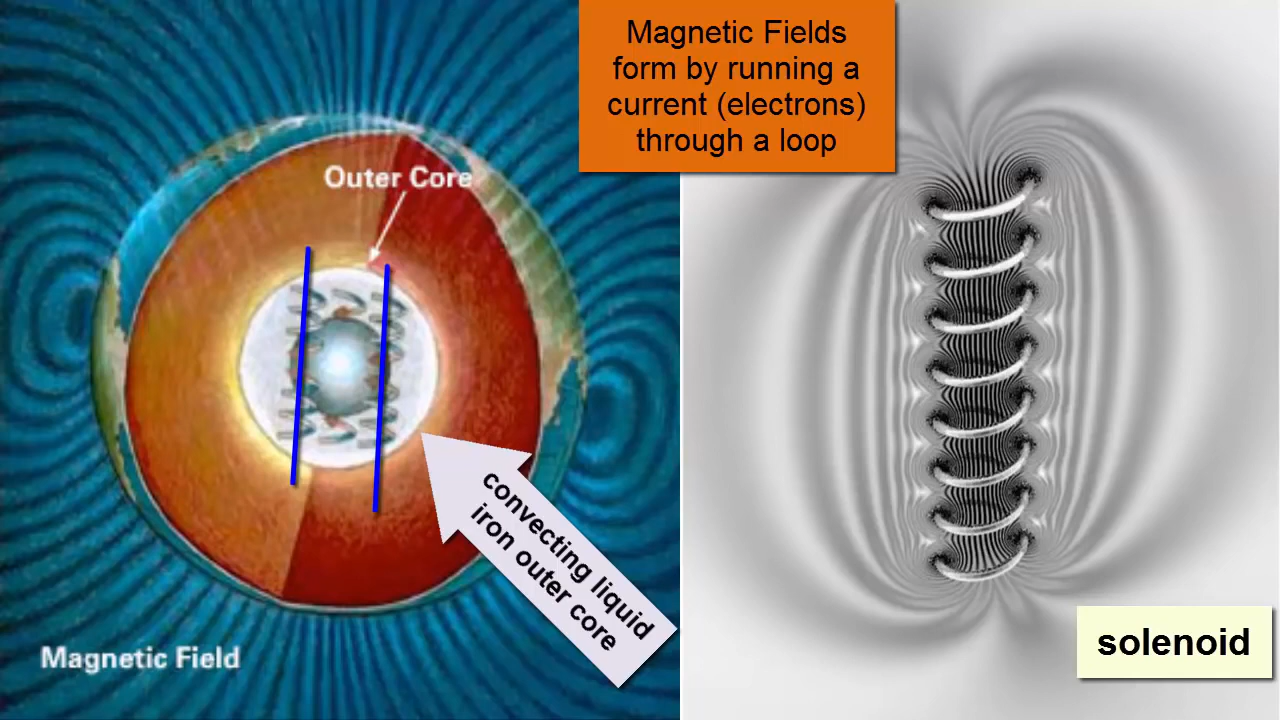 Magnetic Fields
form by running a
current (electrons)
through a loop
Outer Core
convecting liquid
iron outer core
Magnetic Field
solenoid